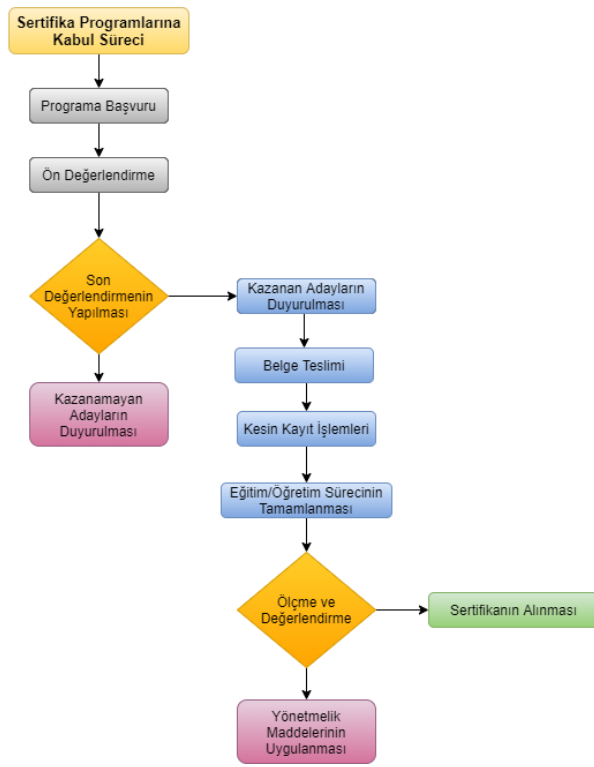 Sertifika Programlarına
Kabul Süreci
Programa Başvuru
Ön Değerlendirme
Son
Değerlendirmenin
Yapılması
Kazanan Adayların
Duyurulması
Belge Teslimi
Kazanamayan
Adayların
Duyurulması
Kesin Kayıt İşlemleri
Eğitim/Öğretim Sürecinin
Tamamlanması
Ölçme ve
Değerlendirme
Sertifikanın Alınması
Yönetmelik
Maddelerinin
Uygulanması